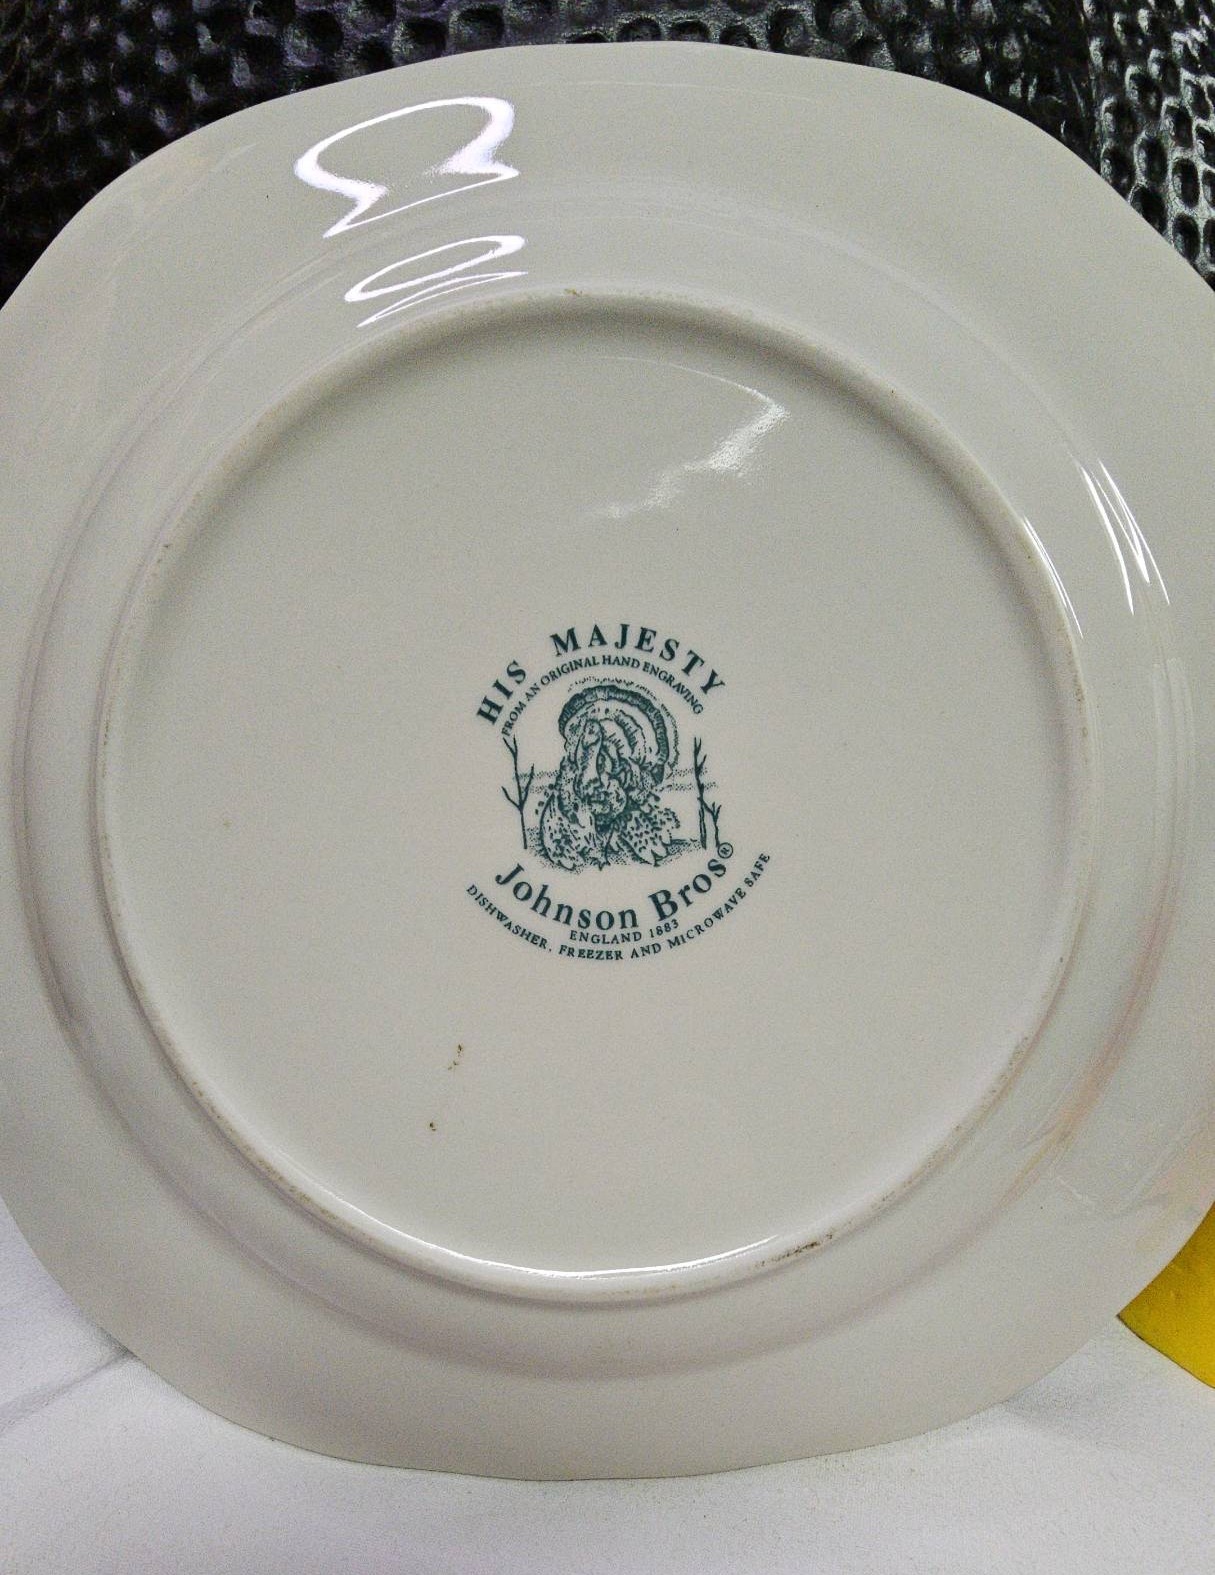 HIS MAJESTY
FROM AN ORIGINAL HAND ENGRAVING
Johnson Bros®
ENGLAND 1883
DISHWASHER, FREEZER AND MICROWAVE SAFE